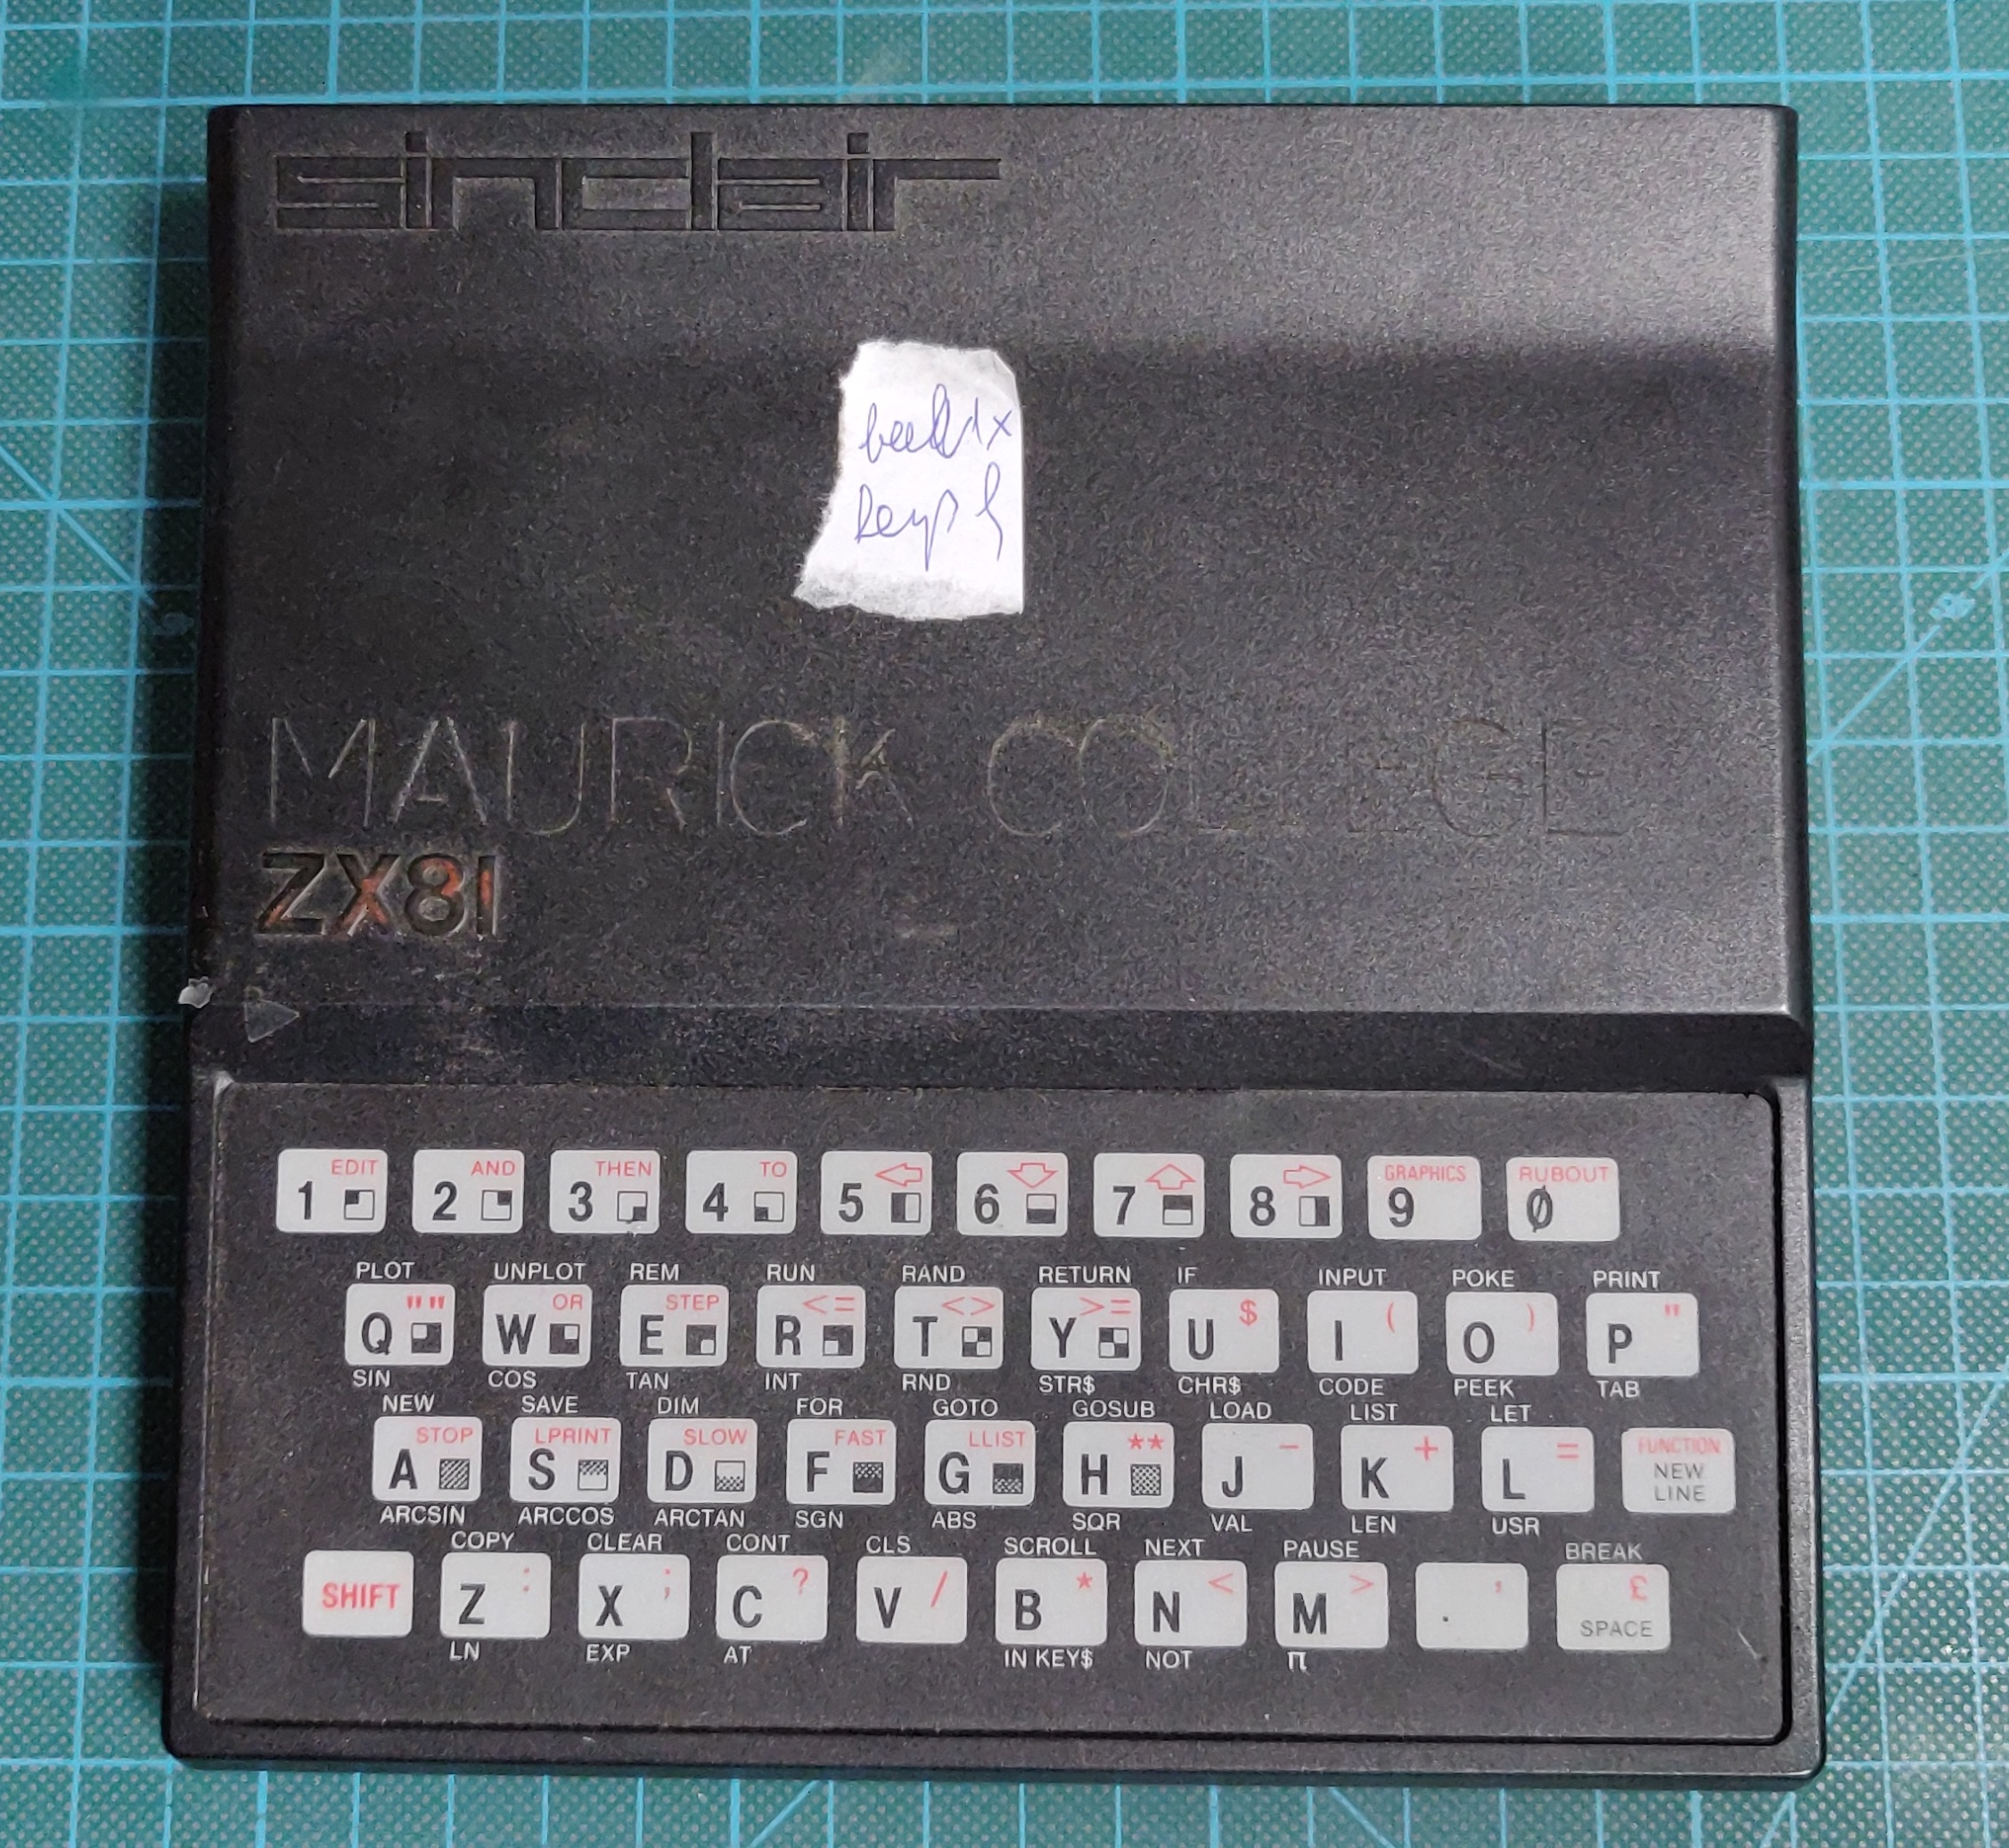 sinclair
MAURICK COLLEGE
ZX81
EDIT AND THEN TO GRAPHICS RUBOUT
1 2 3 4 5 6 7 8 9 0
PLOT UNPLOT REM RUN RAND RETURN IF INPUT POKE PRINT
"" OR STEP <= <> >= $ ( ) "
Q W E R T Y U I O P
SIN COS TAN INT RND STR$ CHR$ CODE PEEK TAB
NEW SAVE DIM FOR GOTO GOSUB LOAD LIST LET
STOP LPRINT SLOW FAST LLIST ** - + = FUNCTION
A S D F G H J K L NEW LINE
ARCSIN ARCCOS ARCTAN SGN ABS SQR VAL LEN USR
COPY CLEAR CONT CLS SCROLL NEXT PAUSE BREAK
: ; ? / * < > , £
SHIFT Z X C V B N M . SPACE
LN EXP AT IN KEY$ NOT π